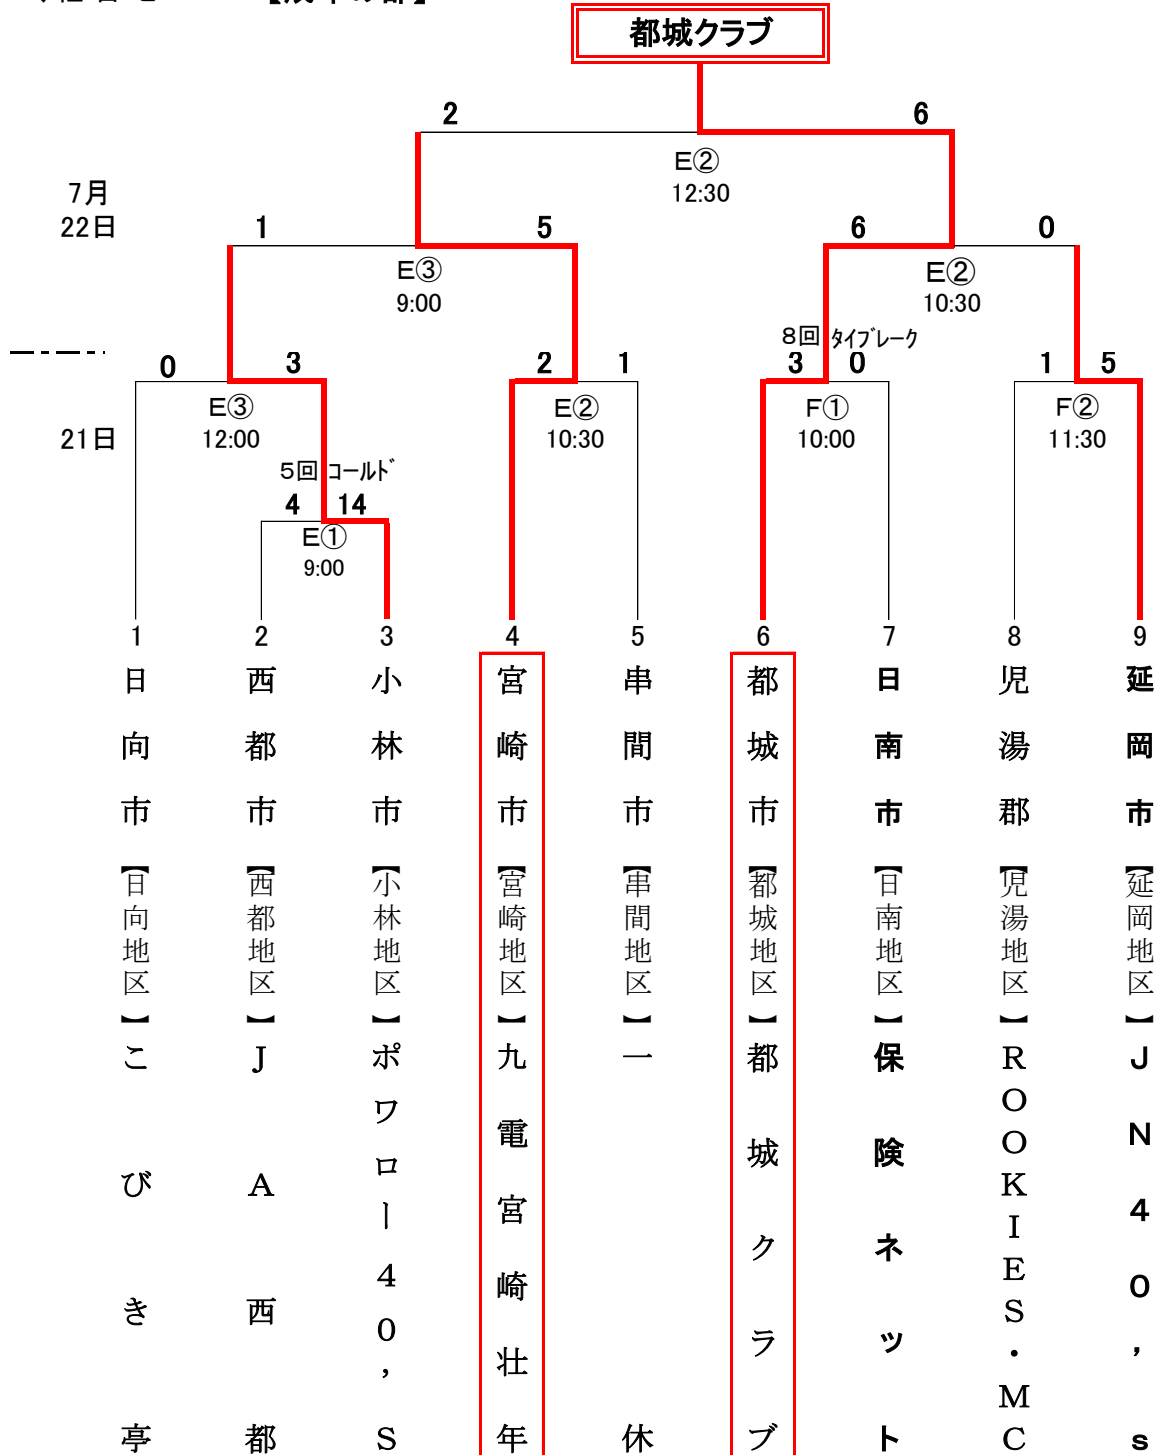 都城クラブ
2 6
E②
12:30
7月
22日
1 5 6 0
E③
9:00
E②
10:30
8回 ﾀｲﾌﾞﾚｰｸ
0 3 2 1 3 0 1 5
E③
12:00
E②
10:30
F①
10:00
F②
11:30
21日
5回 ｺｰﾙﾄﾞ
4 14
E①
9:00
1 2 3 4 5 6 7 8 9
日向市【日向地区】こびき亭
西都市【西都地区】JA西都
小林市【小林地区】ポワロー40,S
宮崎市【宮崎地区】九電宮崎壮年
串間市【串間地区】一休
都城市【都城地区】都城クラブ
日南市【日南地区】保険ネット
児湯郡【児湯地区】ROOKIES・MC
延岡市【延岡地区】JN40,s